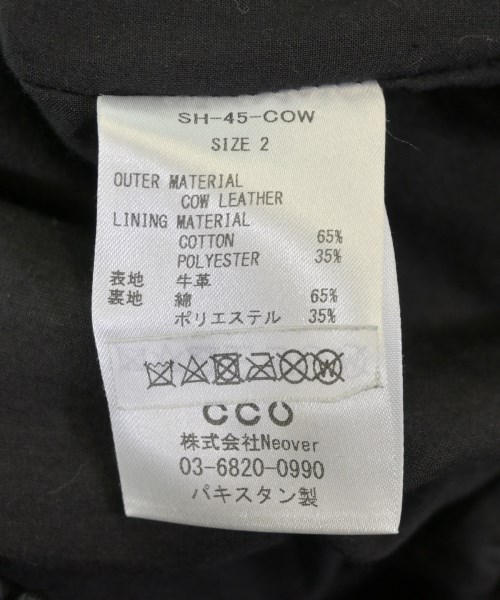 SH-45-COW
SIZE 2
OUTER MATERIAL
COW LEATHER
LINING MATERIAL
COTTON 65%
POLYESTER 35%
表地 牛革
裏地 綿 65%
ポリエステル 35%
CCU
株式会社Neover
03-6820-0990
パキスタン製